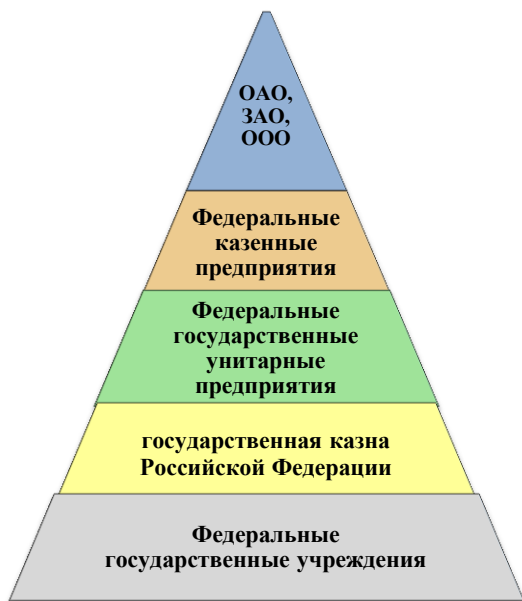 ОАО,
ЗАО,
ООО
Федеральные
казенные
предприятия
Федеральные
государственные
унитарные
предприятия
государственная казна
Российской Федерации
Федеральные
государственные учреждения